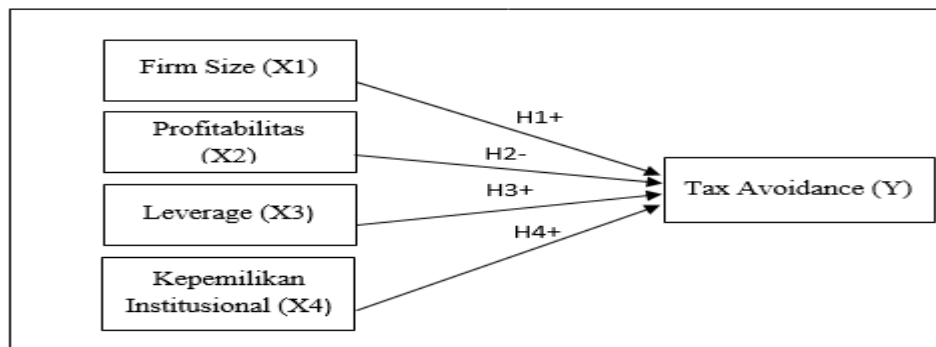 Firm Size (X1)
H1+
Profitabilitas
(X2)
H2-
Tax Avoidance (Y)
H3+
Leverage (X3)
H4+
Kepemilikan
Institusional (X4)